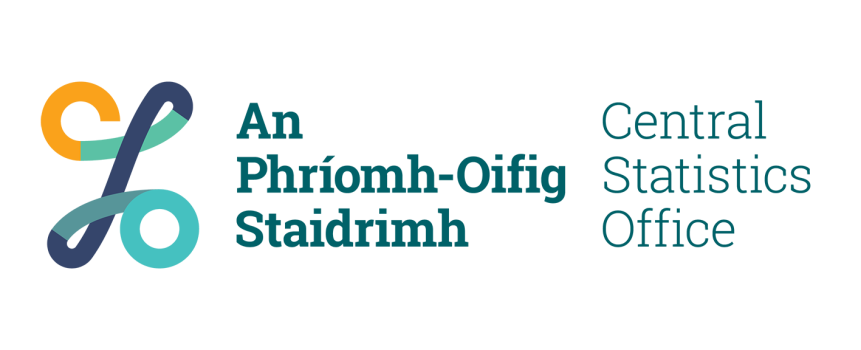 An
Phríomh-Oifig
Staidrimh
Central
Statistics
Office